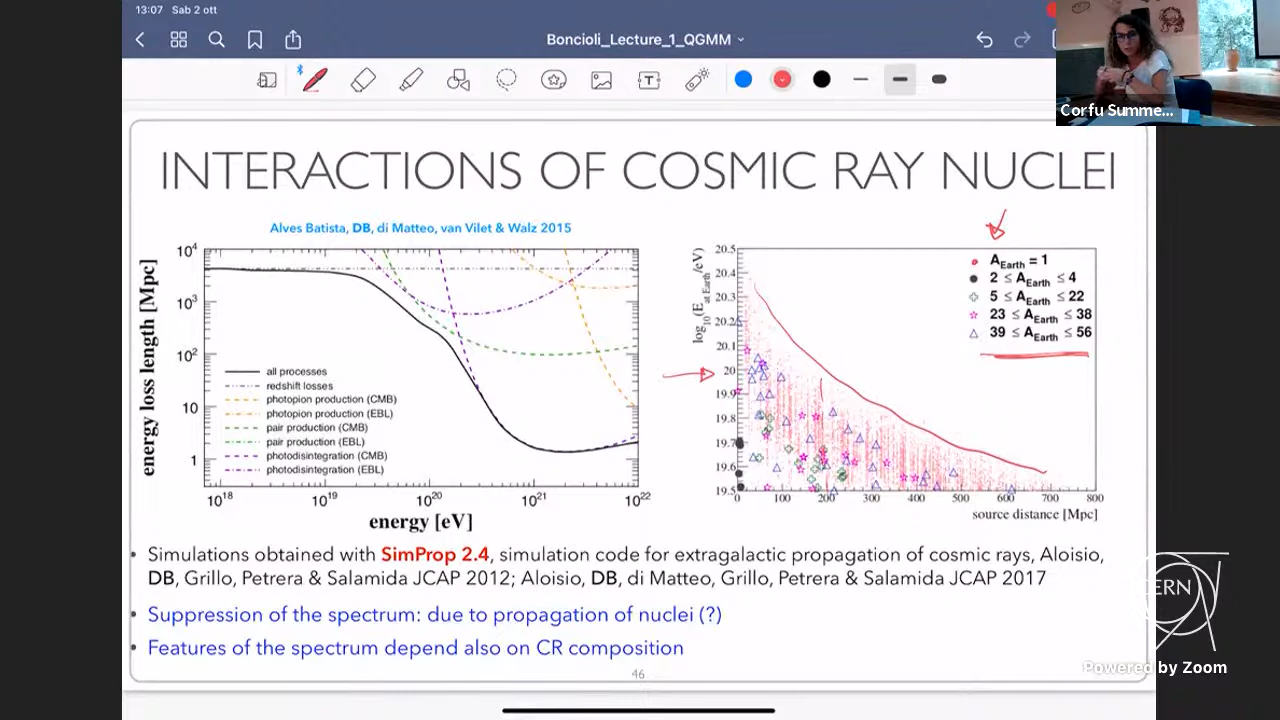 13:07 Sab 2 ott
Boncioli_Lecture_1_QGMM
Corfu Summe...
INTERACTIONS OF COSMIC RAY NUCLEI
Alves Batista, DB, di Matteo, van Vilet & Walz 2015
energy loss length [Mpc]
10⁴
10³
10²
10
1
all processes
redshift losses
photopion production (CMB)
photopion production (EBL)
pair production (CMB)
pair production (EBL)
photodisintegration (CMB)
photodisintegration (EBL)
10¹⁸ 10¹⁹ 10²⁰ 10²¹ 10²²
energy [eV]
log₁₀(E at Earth/eV)
20.5
20.4
20.3
20.2
20.1
20
19.9
19.8
19.7
19.6
19.5
A Earth = 1
2 ≤ A Earth ≤ 4
5 ≤ A Earth ≤ 22
23 ≤ A Earth ≤ 38
39 ≤ A Earth ≤ 56
0 100 200 300 400 500 600 700 800
source distance [Mpc]
• Simulations obtained with SimProp 2.4, simulation code for extragalactic propagation of cosmic rays, Aloisio,
DB, Grillo, Petrera & Salamida JCAP 2012; Aloisio, DB, di Matteo, Grillo, Petrera & Salamida JCAP 2017
• Suppression of the spectrum: due to propagation of nuclei (?)
• Features of the spectrum depend also on CR composition
46
ERN
Powered by Zoom